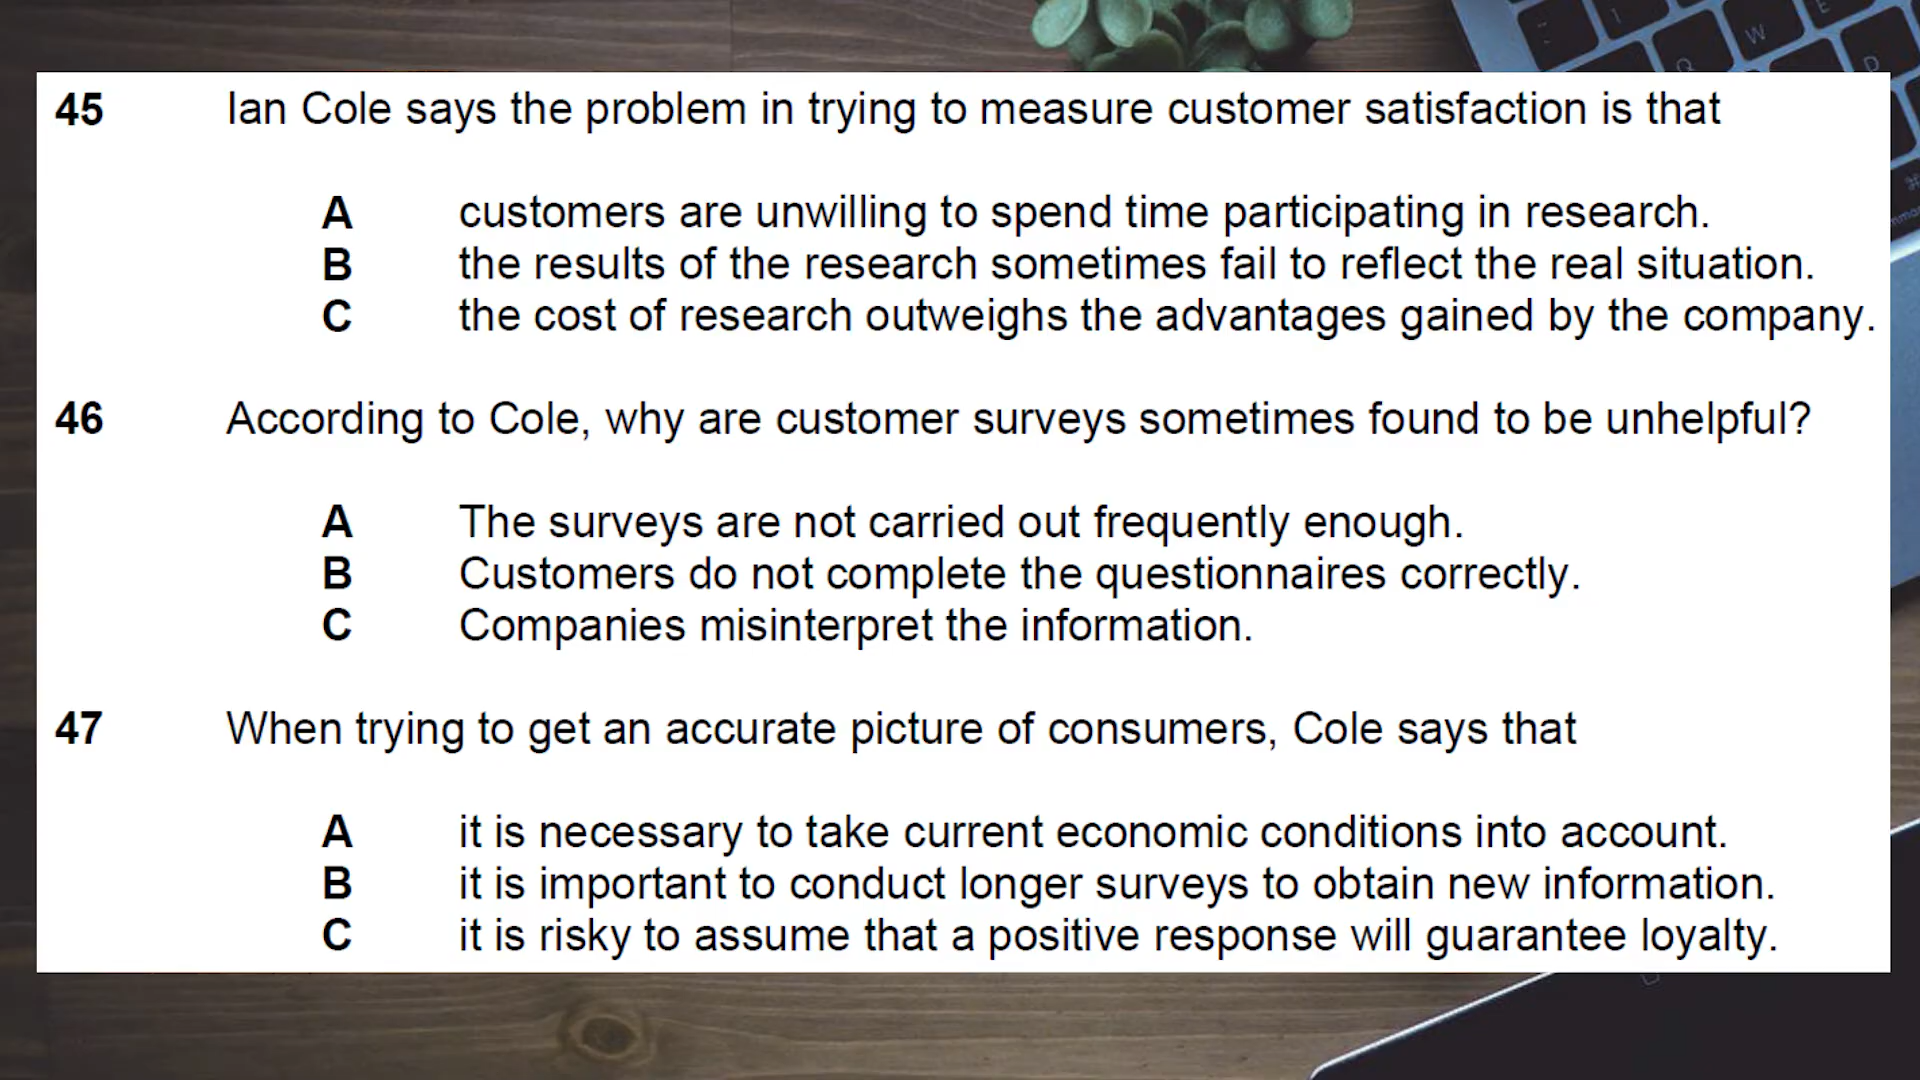 45 Ian Cole says the problem in trying to measure customer satisfaction is that
A customers are unwilling to spend time participating in research.
B the results of the research sometimes fail to reflect the real situation.
C the cost of research outweighs the advantages gained by the company.
46 According to Cole, why are customer surveys sometimes found to be unhelpful?
A The surveys are not carried out frequently enough.
B Customers do not complete the questionnaires correctly.
C Companies misinterpret the information.
47 When trying to get an accurate picture of consumers, Cole says that
A it is necessary to take current economic conditions into account.
B it is important to conduct longer surveys to obtain new information.
C it is risky to assume that a positive response will guarantee loyalty.